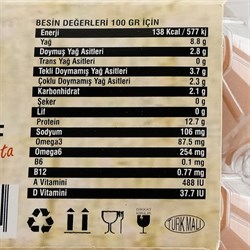 BESİN DEĞERLERİ 100 GR İÇİN
Enerji 138 Kcal / 577 kj
Yağ 8.8 g
Doymuş Yağ Asitleri 2.8 g
Trans Yağ Asitleri 0 g
Tekli Doymamış Yağ Asitleri 3.7 g
Çoklu Doymamış Yağ Asitleri 2.3 g
Karbonhidrat 2.1 g
Şeker 0 g
Lif 0 g
Protein 12.7 g
Sodyum 106 mg
Omega3 87.5 mg
Omega6 254 mg
B6 0.1 mg
B12 0.77 mg
A Vitamini 488 IU
D Vitamini 37.7 IU
TÜRK MALI